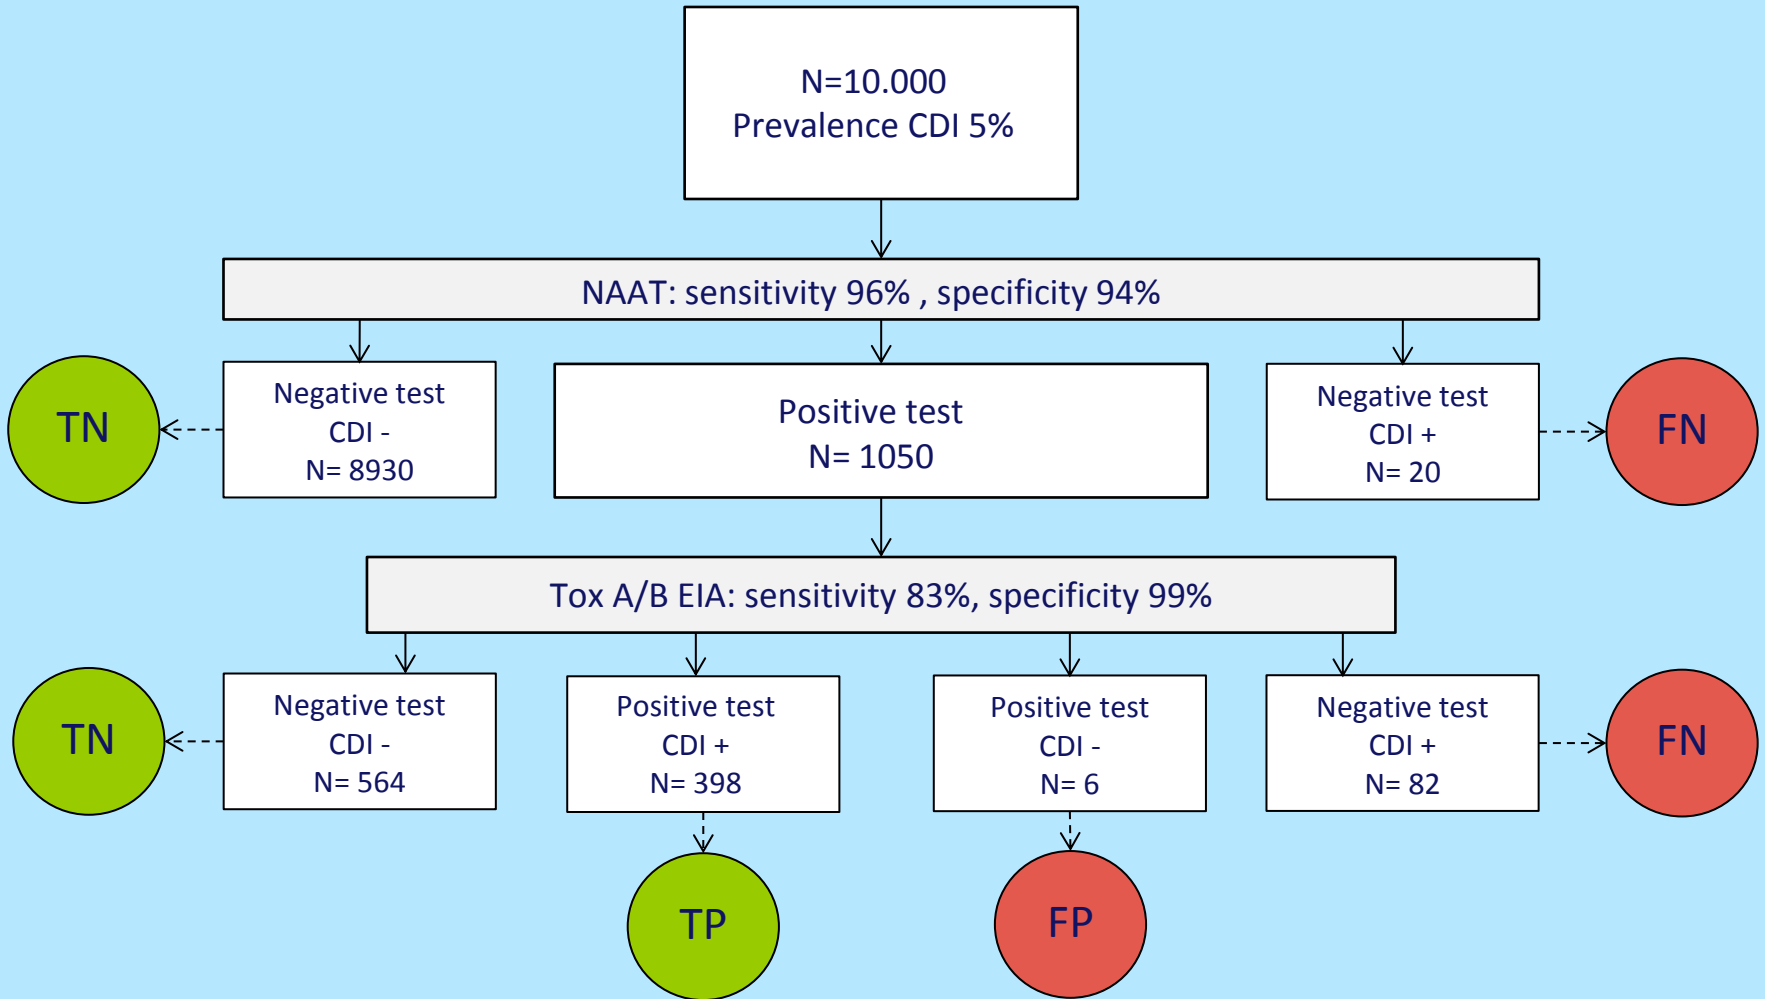 N=10.000
Prevalence CDI 5%
NAAT: sensitivity 96% , specificity 94%
TN
Negative test
CDI -
N= 8930
Positive test
N= 1050
Negative test
CDI +
N= 20
FN
Tox A/B EIA: sensitivity 83%, specificity 99%
TN
Negative test
CDI -
N= 564
Positive test
CDI +
N= 398
Positive test
CDI -
N= 6
Negative test
CDI +
N= 82
FN
TP
FP